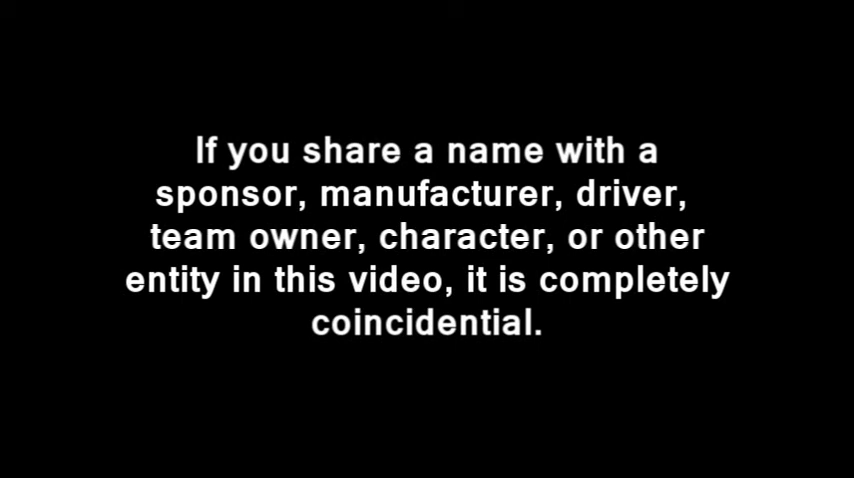 If you share a name with a
sponsor, manufacturer, driver,
team owner, character, or other
entity in this video, it is completely
coincidential.